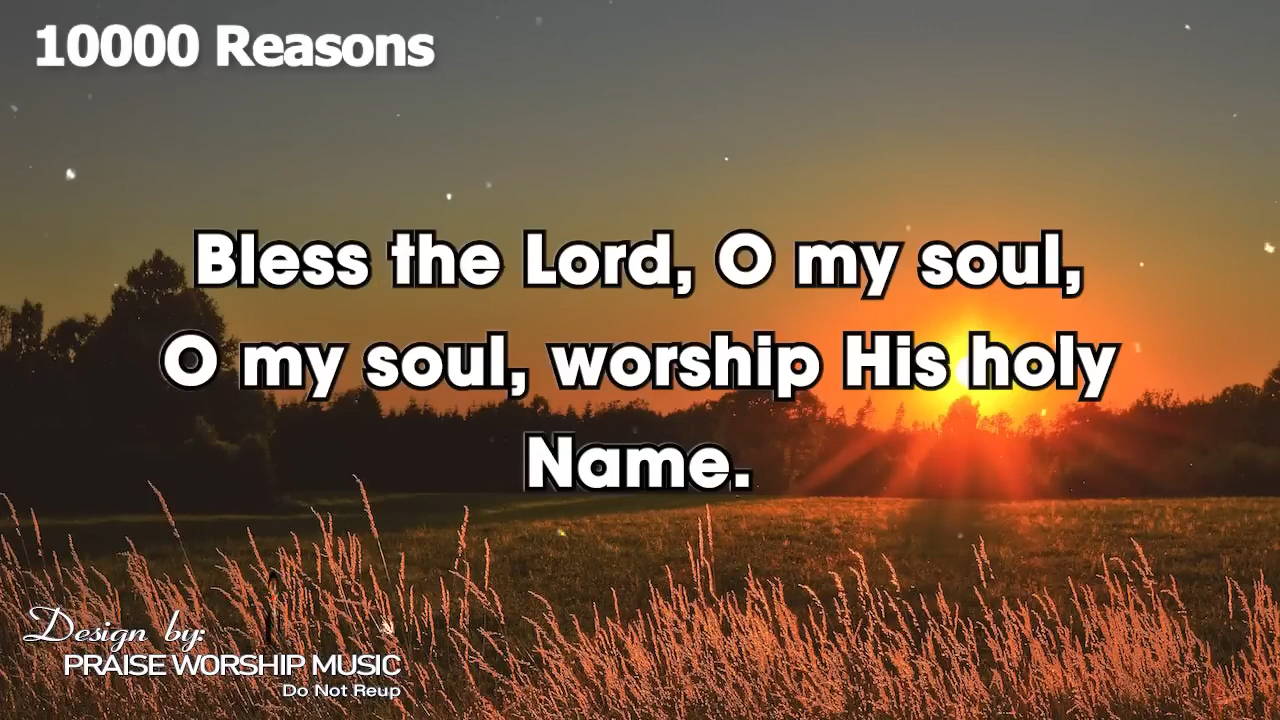 10000 Reasons
Bless the Lord, O my soul,
O my soul, worship His holy
Name.
Design by:
PRAISE WORSHIP MUSIC
Do Not Reup